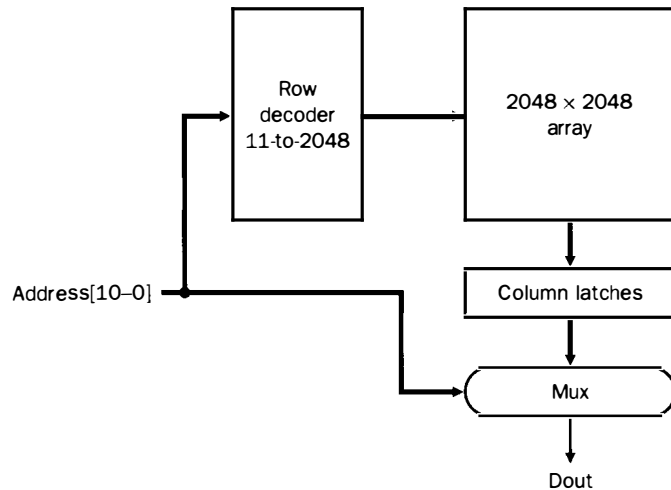 Row
decoder
11-to-2048
2048 × 2048
array
Address[10–0]
Column latches
Mux
Dout